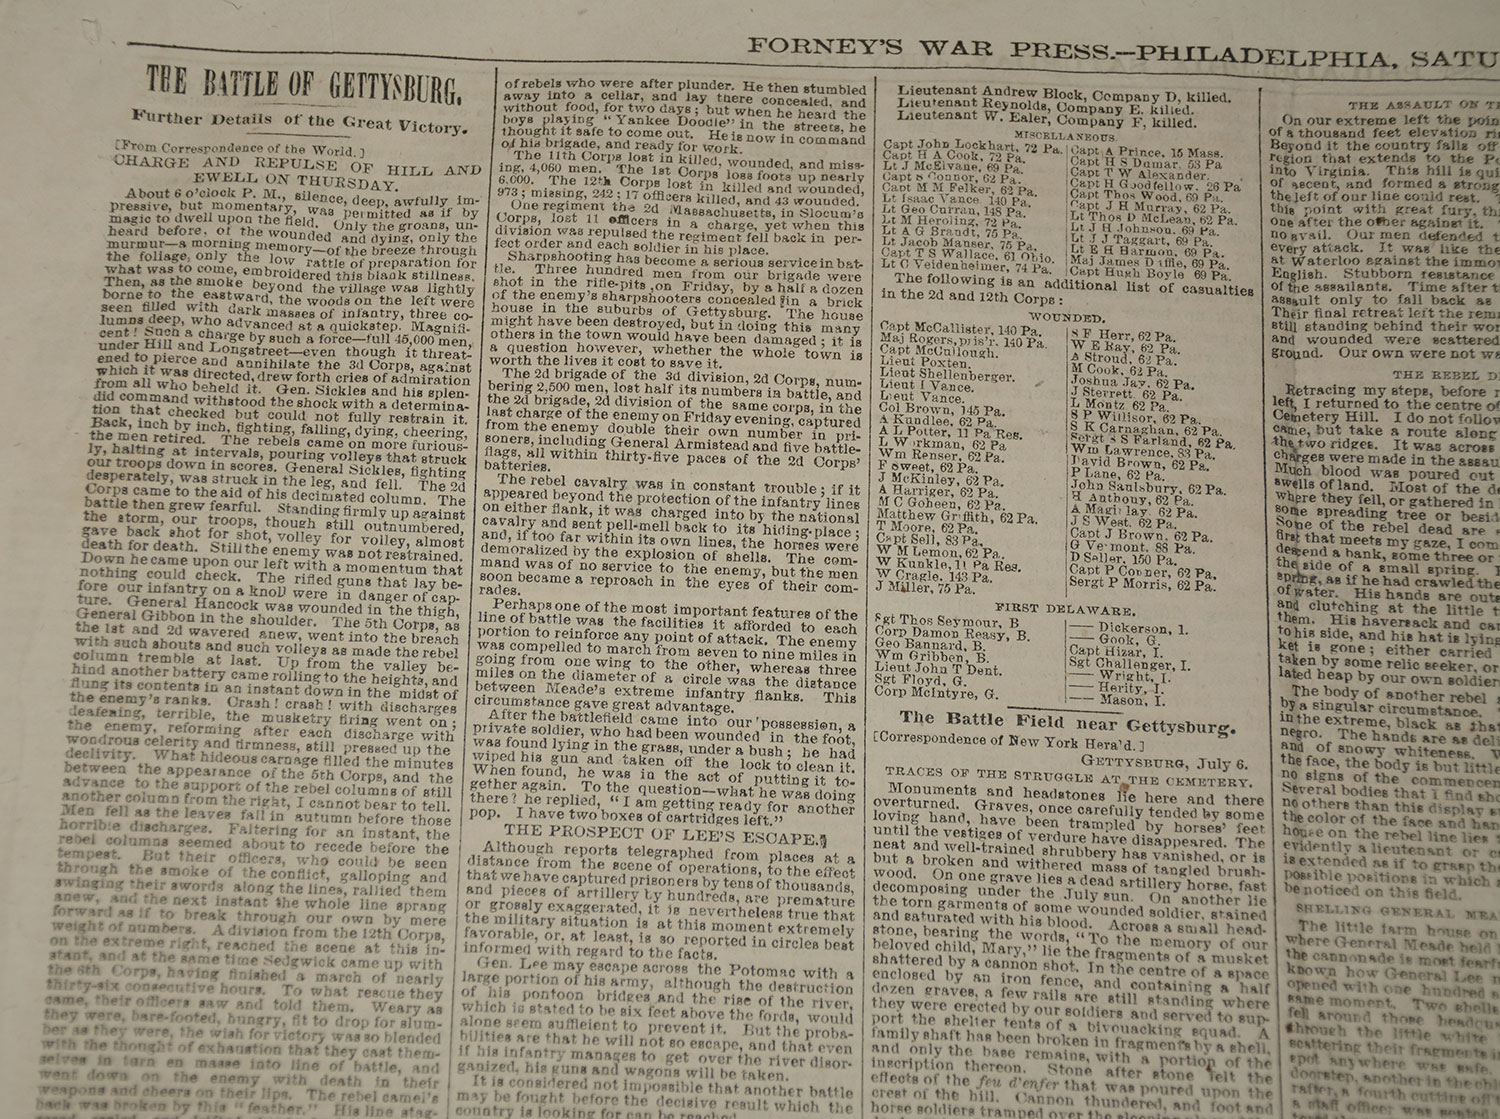 FORNEY'S WAR PRESS.—PHILADELPHIA, SATU
THE BATTLE OF GETTYSBURG.
Further Details of the Great Victory.
[From Correspondence of the World.]
CHARGE AND REPULSE OF HILL AND
EWELL ON THURSDAY.
About 6 o'clock P. M., silence, deep, awfully im-
pressive, but momentary, was permitted as if by
magic to dwell upon the field. Only the groans, un-
heard before, of the wounded and dying, only the
murmur—a morning memory—of the breeze through
the foliage, only the low rattle of preparation for
what was to come, embroidered this blank stillness.
Then, as the smoke beyond the village was lightly
borne to the eastward, the woods on the left were
seen filled with dark masses of infantry, three co-
lumns deep, who advanced at a quickstep. Magnifi-
cent! Such a charge by such a force—full 45,000 men,
under Hill and Longstreet—even though it threat-
ened to pierce and annihilate the 3d Corps, against
which it was directed, drew forth cries of admiration
from all who beheld it. Gen. Sickles and his splen-
did command withstood the shock with a determina-
tion that checked but could not fully restrain it.
Back, inch by inch, fighting, falling, dying, cheering,
the men retired. The rebels came on more furious-
ly, halting at intervals, pouring volleys that struck
our troops down in scores. General Sickles, fighting
desperately, was struck in the leg, and fell. The 2d
Corps came to the aid of his decimated column. The
battle then grew fearful. Standing firmly up against
the storm, our troops, though still outnumbered,
gave back shot for shot, volley for volley, almost
death for death. Still the enemy was not restrained.
Down he came upon our left with a momentum that
nothing could check. The rifled guns that lay be-
fore our infantry on a knoll were in danger of cap-
ture. General Hancock was wounded in the thigh,
General Gibbon in the shoulder. The 5th Corps, as
the 1st and 2d wavered anew, went into the breach
with such shouts and such volleys as made the rebel
column tremble at last. Up from the valley be-
hind another battery came rolling to the heights, and
flung its contents in an instant down in the midst of
the enemy's ranks. Crash! crash! with discharges
deafening, terrible, the musketry firing went on;
the enemy, reforming after each discharge with
wondrous celerity and firmness, still pressed up the
declivity. What hideous carnage filled the minutes
between the appearance of the 5th Corps, and the
advance to the support of the rebel columns of still
another column from the right, I cannot bear to tell.
Men fell as the leaves fall in autumn before those
horrible discharges. Faltering for an instant, the
rebel columns seemed about to recede before the
tempest. But their officers, who could be seen
through the smoke of the conflict, galloping and
swinging their swords along the lines, rallied them
anew, and the next instant the whole line sprang
forward as if to break through our own by mere
weight of numbers. A division from the 12th Corps,
on the extreme right, reached the scene at this in-
stant, and at the same time Sedgwick came up with
the 6th Corps, having finished a march of nearly
thirty-six consecutive hours. To what rescue they
came, their officers saw and told them. Weary as
they were, bare-footed, hungry, fit to drop for slum-
ber as they were, the wish for victory was so blended
with the thought of exhaustion that they cast them-
selves in turn en masse into line of battle, and
went down on the enemy with death in their
weapons and cheers on their lips. The rebel camel's
back was broken by this "feather." His line stag-
of rebels who were after plunder. He then stumbled
away into a cellar, and lay there concealed, and
without food, for two days; but when he heard the
boys playing "Yankee Doodle" in the streets, he
thought it safe to come out. He is now in command
of his brigade, and ready for work.
The 11th Corps lost in killed, wounded, and miss-
ing, 4,060 men. The 1st Corps loss foots up nearly
6,000. The 12th Corps lost in killed and wounded,
973; missing, 242; 17 officers killed, and 43 wounded.
One regiment the 2d Massachusetts, in Slocum's
Corps, lost 11 officers in a charge, yet when this
division was repulsed the regiment fell back in per-
fect order and each soldier in his place.
Sharpshooting has become a serious service in bat-
tle. Three hundred men from our brigade were
shot in the rifle-pits on Friday, by a half a dozen
of the enemy's sharpshooters concealed in a brick
house in the suburbs of Gettysburg. The house
might have been destroyed, but in doing this many
others in the town would have been damaged; it is
a question however, whether the whole town is
worth the lives it cost to save it.
The 2d brigade of the 3d division, 2d Corps, num-
bering 2,500 men, lost half its numbers in battle, and
the 2d brigade, 2d division of the same corps, in the
last charge of the enemy on Friday evening, captured
from the enemy double their own number in pri-
soners, including General Armistead and five battle-
flags, all within thirty-five paces of the 2d Corps'
batteries.
The rebel cavalry was in constant trouble; if it
appeared beyond the protection of the infantry lines
on either flank, it was charged into by the national
cavalry and sent pell-mell back to its hiding-place;
and, if too far within its own lines, the horses were
demoralized by the explosion of shells. The com-
mand was of no service to the enemy, but the men
soon became a reproach in the eyes of their com-
rades.
Perhaps one of the most important features of the
line of battle was the facilities it afforded to each
portion to reinforce any point of attack. The enemy
was compelled to march from seven to nine miles in
going from one wing to the other, whereas three
miles on the diameter of a circle was the distance
between Meade's extreme infantry flanks. This
circumstance gave great advantage.
After the battlefield came into our possession, a
private soldier, who had been wounded in the foot,
was found lying in the grass, under a bush; he had
wiped his gun and taken off the lock to clean it.
When found, he was in the act of putting it to-
gether again. To the question—what he was doing
there? he replied, "I am getting ready for another
pop. I have two boxes of cartridges left."
THE PROSPECT OF LEE'S ESCAPE.
Although reports telegraphed from places at a
distance from the scene of operations, to the effect
that we have captured prisoners by tens of thousands,
and pieces of artillery by hundreds, are premature
or grossly exaggerated, it is nevertheless true that
the military situation is at this moment extremely
favorable, or, at least, is so reported in circles best
informed with regard to the facts.
Gen. Lee may escape across the Potomac with a
large portion of his army, although the destruction
of his pontoon bridges and the rise of the river,
which is stated to be six feet above the fords, would
alone seem sufficient to prevent it. But the proba-
bilities are that he will not so escape, and that even
if his infantry manages to get over the river disor-
ganized, his guns and wagons will be taken.
It is considered not impossible that another battle
may be fought before the decisive result which the
country is looking for can be reached.
Lieutenant Andrew Block, Company D, killed.
Lieutenant Reynolds, Company E, killed.
Lieutenant W. Ealer, Company F, killed.
MISCELLANEOUS.
Capt John Lockhart, 72 Pa.
Capt H A Cook, 72 Pa.
Lt J McElvane, 69 Pa.
Capt S Connor, 62 Pa.
Capt M M Felker, 62 Pa.
Lt Isaac Vance 140 Pa.
Lt Geo Curran, 148 Pa.
Lt M Heroling, 72 Pa.
Lt A G Brandt, 75 Pa.
Lt Jacob Manser, 75 Pa.
Capt T S Wallace, 61 Ohio.
Lt C Veidenheimer, 74 Pa.
Capt A Prince, 15 Mass.
Capt H S Dumar, 53 Pa
Capt T W Alexander.
Capt H Goodfellow, 26 Pa
Capt Thos Wood, 69 Pa.
Capt J H Murray, 62 Pa.
Lt Thos D McLean, 62 Pa.
Lt J H Johnson. 69 Pa.
Lt J J Taggart, 69 Pa.
Lt R H Harmon, 69 Pa.
Maj James Diffle, 69 Pa.
Capt Hugh Boyle 69 Pa.
The following is an additional list of casualties
in the 2d and 12th Corps:
WOUNDED.
Capt McCallister, 140 Pa.
Maj Rogers, pris'r. 140 Pa.
Capt McCullough.
Lieut Poxten.
Lieut Shellenberger.
Lieut I Vance.
Lieut Vance.
Col Brown, 145 Pa.
A Kundlee, 62 Pa.
A L Potter, 11 Pa Res.
L Workman, 62 Pa.
Wm Renser, 62 Pa.
F Sweet, 62 Pa.
J McKinley, 62 Pa.
A Harriger, 62 Pa.
M C Goheen, 62 Pa.
Matthew Griffith, 62 Pa.
T Moore, 62 Pa.
Capt Sell, 83 Pa.
W M Lemon, 62 Pa.
W Kunkle, 11 Pa Res.
W Cragle. 143 Pa.
J Miller, 75 Pa.
S F Herr, 62 Pa.
W E Kay, 62 Pa.
A Stroud, 62 Pa.
M Cook, 62 Pa.
Joshua Jay, 62 Pa.
J Sterrett, 62 Pa.
L Montz, 62 Pa.
S P Willisor, 62 Pa.
S K Carnaghan, 62 Pa.
Sergt S S Farland, 62 Pa.
Wm Lawrence, 83 Pa.
David Brown, 62 Pa.
P Lane, 62 Pa.
John Saulsbury, 62 Pa.
H Anthony, 62 Pa.
A Maginlay, 62 Pa.
J S West, 62 Pa.
Capt J Brown, 62 Pa.
G Vermont, 88 Pa.
D Seller, 150 Pa.
Capt P Conner, 62 Pa.
Sergt P Morris, 62 Pa.
FIRST DELAWARE.
Sgt Thos Seymour, B
Corp Damon Reasy, B.
Geo Bannard, B.
Wm Gribben, B.
Lieut John T Dent.
Sgt Floyd, G.
Corp McIntyre, G.
—— Dickerson, I.
—— Gook, G.
Capt Hizar, I.
Sgt Challenger, I.
—— Wright, I.
—— Herity, I.
—— Mason, I.
The Battle Field near Gettysburg.
[Correspondence of New York Herald.]
GETTYSBURG, July 6.
TRACES OF THE STRUGGLE AT THE CEMETERY.
Monuments and headstones lie here and there
overturned. Graves, once carefully tended by some
loving hand, have been trampled by horses' feet
until the vestiges of verdure have disappeared. The
neat and well-trained shrubbery has vanished, or is
but a broken and withered mass of tangled brush-
wood. On one grave lies a dead artillery horse, fast
decomposing under the July sun. On another lie
the torn garments of some wounded soldier, stained
and saturated with his blood. Across a small head-
stone, bearing the words, "To the memory of our
beloved child, Mary," lie the fragments of a musket
shattered by a cannon shot. In the centre of a space
enclosed by an iron fence, and containing a half
dozen graves, a few rails are still standing where
they were erected by our soldiers and served to sup-
port the shelter tents of a bivouacking squad. A
family shaft has been broken in fragments by a shell,
and only the base remains, with a portion of the
inscription thereon. Stone after stone felt the
effects of the feu d'enfer that was poured upon the
crest of the hill. Cannon thundered, and foot and
horse soldiers tramped over the
THE ASSAULT ON T
On our extreme left the poin
of a thousand feet elevation ris
Beyond it the country falls off
region that extends to the Po
into Virginia. This hill is qui
of ascent, and formed a strong
the left of our line could rest. T
this point with great fury, th
one after the other against it.
no avail. Our men defended t
every attack. It was like the
at Waterloo against the immo
English. Stubborn resistance
of the assailants. Time after t
assault only to fall back as
Their final retreat left the rem
still standing behind their wor
and wounded were scattered
ground. Our own were not wa
THE REBEL D
Retracing my steps, before r
left, I returned to the centre of
Cemetery Hill. I do not follow
came, but take a route along
the two ridges. It was across
charges were made in the assau
Much blood was poured out
swells of land. Most of the de
where they fell, or gathered in
some spreading tree or besid
Some of the rebel dead are
first that meets my gaze, I com
descend a bank, some three or
the side of a small spring. H
spring, as if he had crawled the
of water. His hands are outs
and clutching at the little t
them. His haversack and ca
to his side, and his hat is lying
ket is gone; either carried
taken by some relic seeker, or
lated heap by our own soldier
The body of another rebel
by a singular circumstance.
in the extreme, black as that
negro. The hands are as deli
and of snowy whiteness. W
the face, the body is but little
no signs of the commencem
Several bodies that I find sho
no others than this display s
the color of the face and han
house on the rebel line lies t
evidently a lieutenant or c
is extended as if to grasp the
possible positions in which
be noticed on this field.
SHELLING GENERAL MEA
The little farm house on
where General Meade held
the cannonade is most fearf
known how General Lee
opened with one hundred
same moment. Two shells
fell around those headqu
through the little white
scattering their fragments i
spot anywhere was safe.
doorstep, another in the
rafter, a
a staff officer was